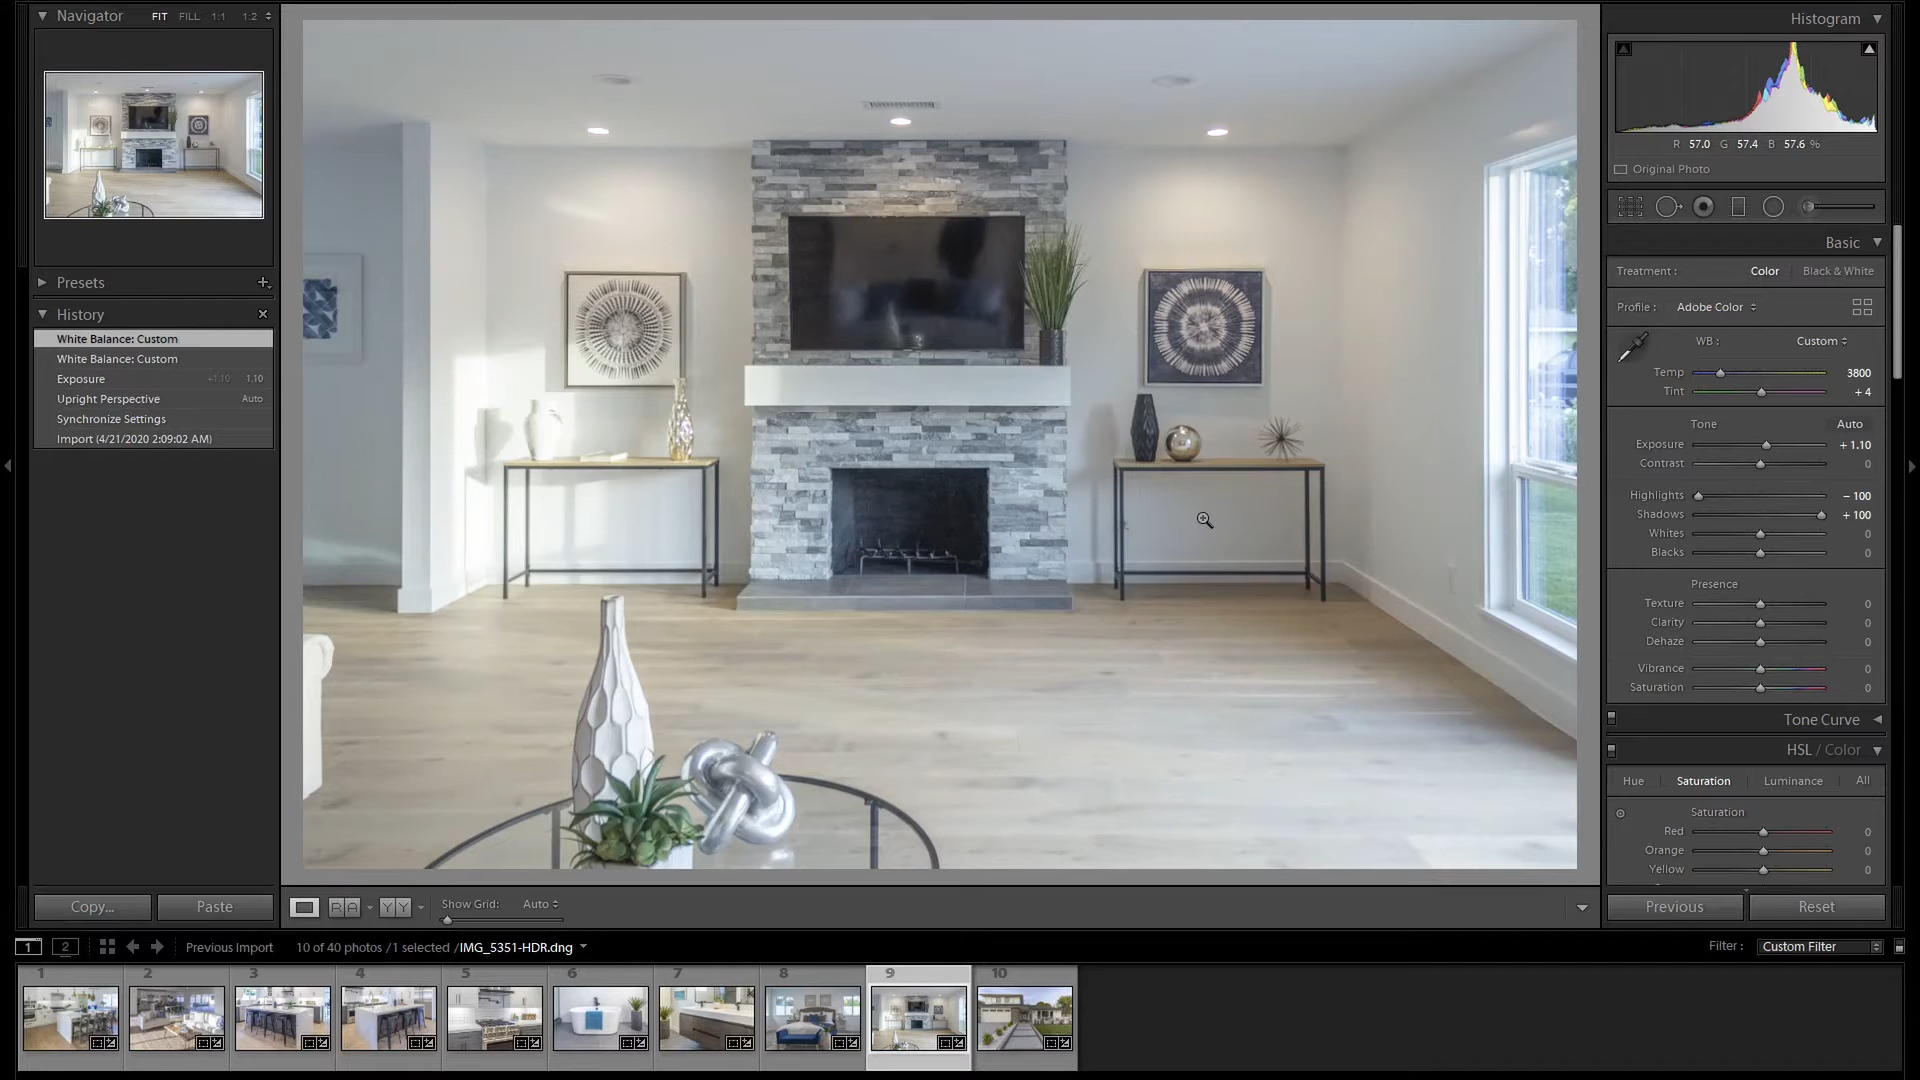 Navigator FIT FILL 1:1 1:2
Presets
History
White Balance: Custom
White Balance: Custom
Exposure +1.10 1.10
Upright Perspective Auto
Synchronize Settings
Import (4/21/2020 2:09:02 AM)
Copy... Paste
Show Grid: Auto
Histogram
R 57.0 G 57.4 B 57.6 %
Original Photo
Basic
Treatment : Color Black & White
Profile : Adobe Color
WB : Custom
Temp 3800
Tint + 4
Tone Auto
Exposure + 1.10
Contrast 0
Highlights − 100
Shadows + 100
Whites 0
Blacks 0
Presence
Texture 0
Clarity 0
Dehaze 0
Vibrance 0
Saturation 0
Tone Curve
HSL / Color
Hue Saturation Luminance All
Saturation
Red 0
Orange 0
Yellow 0
Previous Reset
1 2 Previous Import 10 of 40 photos / 1 selected / IMG_5351-HDR.dng
Filter : Custom Filter
1 2 3 4 5 6 7 8 9 10